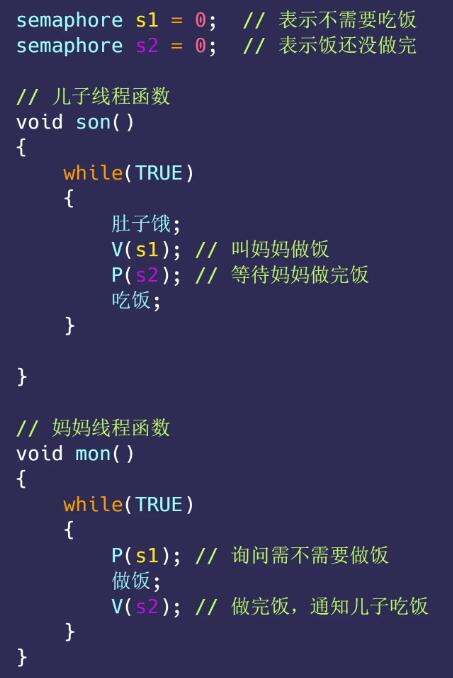 semaphore s1 = 0;  // 表示不需要吃饭
semaphore s2 = 0;  // 表示饭还没做完
// 儿子线程函数
void son()
{
while(TRUE)
{
肚子饿;
V(s1); // 叫妈妈做饭
P(s2); // 等待妈妈做完饭
吃饭;
}
}
// 妈妈线程函数
void mon()
{
while(TRUE)
{
P(s1); // 询问需不需要做饭
做饭;
V(s2); // 做完饭，通知儿子吃饭
}
}